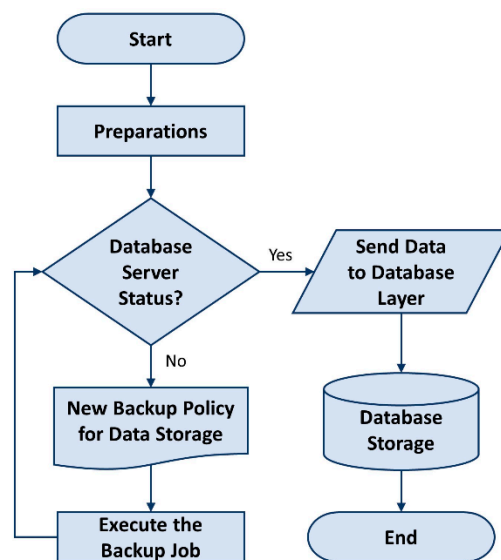 Start
Preparations
Database
Server
Status?
Yes
Send Data
to Database
Layer
No
New Backup Policy
for Data Storage
Database
Storage
Execute the
Backup Job
End